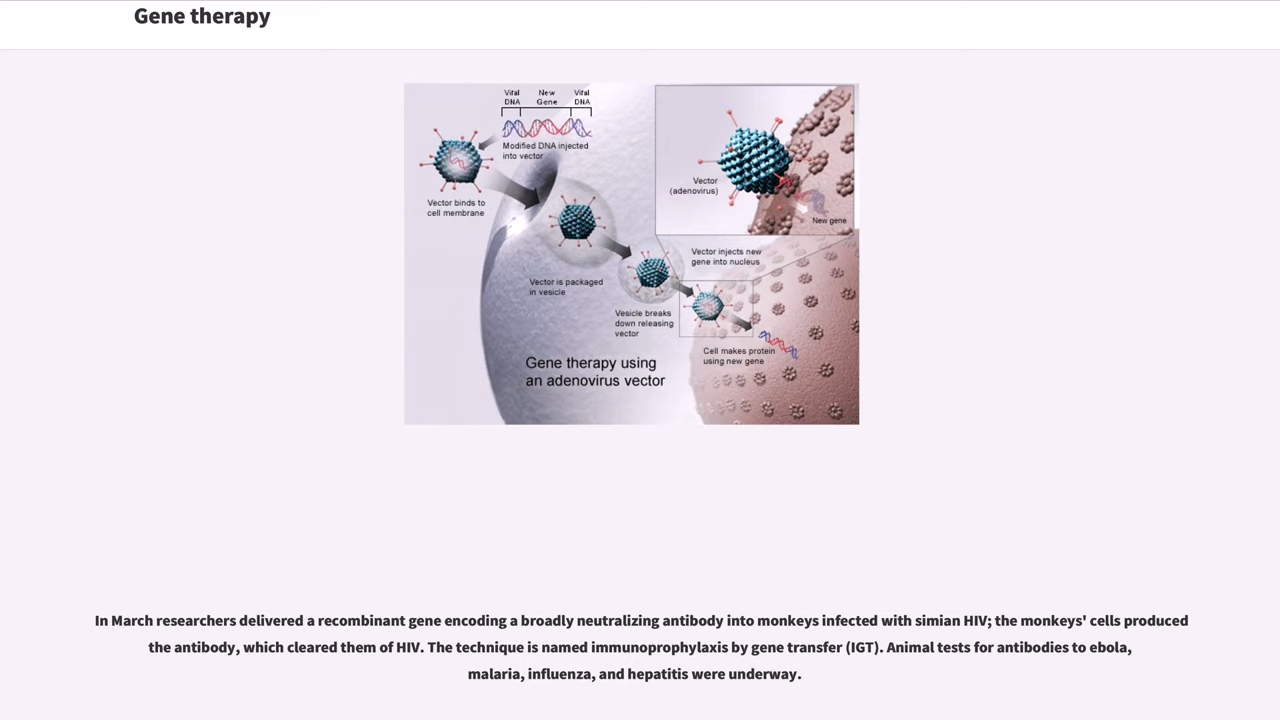 Gene therapy
Viral New Viral
DNA Gene DNA
Modified DNA injected
into vector
Vector binds to
cell membrane
Vector
(adenovirus)
New gene
Vector injects new
gene into nucleus
Vector is packaged
in vesicle
Vesicle breaks
down releasing
vector
Cell makes protein
using new gene
Gene therapy using
an adenovirus vector
In March researchers delivered a recombinant gene encoding a broadly neutralizing antibody into monkeys infected with simian HIV; the monkeys' cells produced
the antibody, which cleared them of HIV. The technique is named immunoprophylaxis by gene transfer (IGT). Animal tests for antibodies to ebola,
malaria, influenza, and hepatitis were underway.